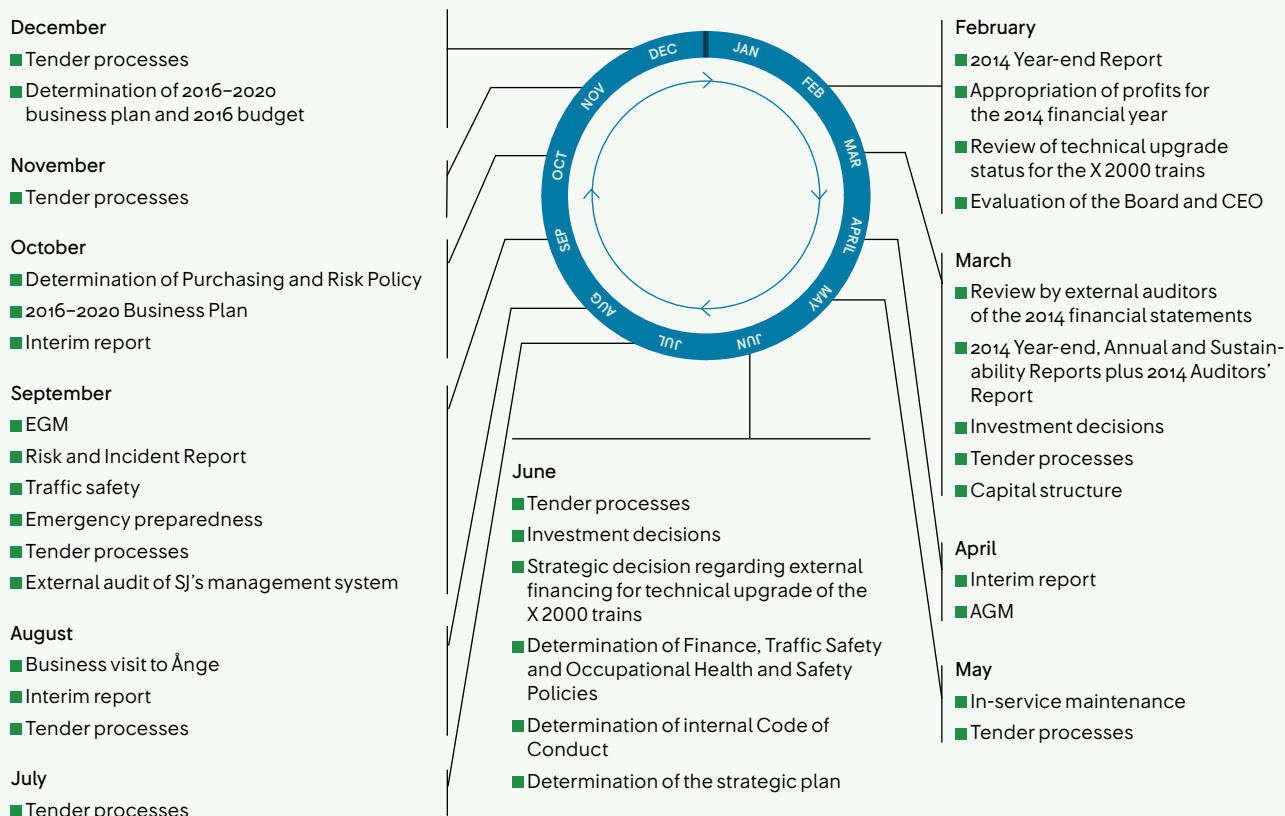 December
Tender processes
Determination of 2016–2020
business plan and 2016 budget
November
Tender processes
October
Determination of Purchasing and Risk Policy
2016–2020 Business Plan
Interim report
September
EGM
Risk and Incident Report
Traffic safety
Emergency preparedness
Tender processes
External audit of SJ’s management system
August
Business visit to Ånge
Interim report
Tender processes
July
Tender processes
JAN
FEB
MAR
APRIL
MAY
JUN
JUL
AUG
SEP
OCT
NOV
DEC
June
Tender processes
Investment decisions
Strategic decision regarding external
financing for technical upgrade of the
X 2000 trains
Determination of Finance, Traffic Safety
and Occupational Health and Safety
Policies
Determination of internal Code of
Conduct
Determination of the strategic plan
February
2014 Year-end Report
Appropriation of profits for
the 2014 financial year
Review of technical upgrade
status for the X 2000 trains
Evaluation of the Board and CEO
March
Review by external auditors
of the 2014 financial statements
2014 Year-end, Annual and Sustain-
ability Reports plus 2014 Auditors’
Report
Investment decisions
Tender processes
Capital structure
April
Interim report
AGM
May
In-service maintenance
Tender processes